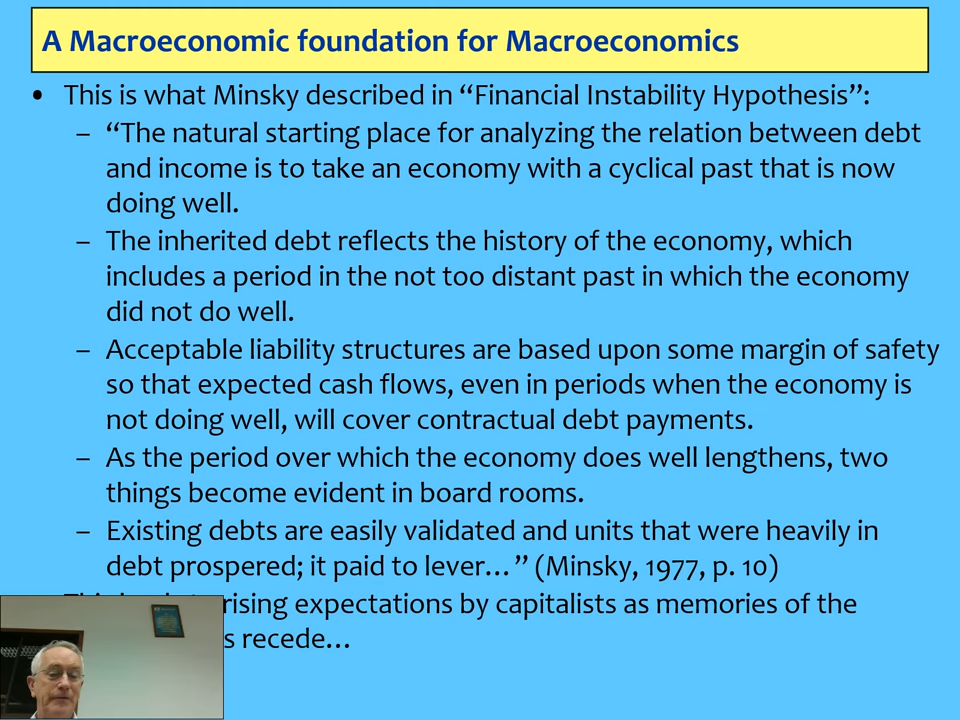 A Macroeconomic foundation for Macroeconomics
• This is what Minsky described in “Financial Instability Hypothesis”:
– “The natural starting place for analyzing the relation between debt
and income is to take an economy with a cyclical past that is now
doing well.
– The inherited debt reflects the history of the economy, which
includes a period in the not too distant past in which the economy
did not do well.
– Acceptable liability structures are based upon some margin of safety
so that expected cash flows, even in periods when the economy is
not doing well, will cover contractual debt payments.
– As the period over which the economy does well lengthens, two
things become evident in board rooms.
– Existing debts are easily validated and units that were heavily in
debt prospered; it paid to lever…” (Minsky, 1977, p. 10)
rising expectations by capitalists as memories of the
recede…